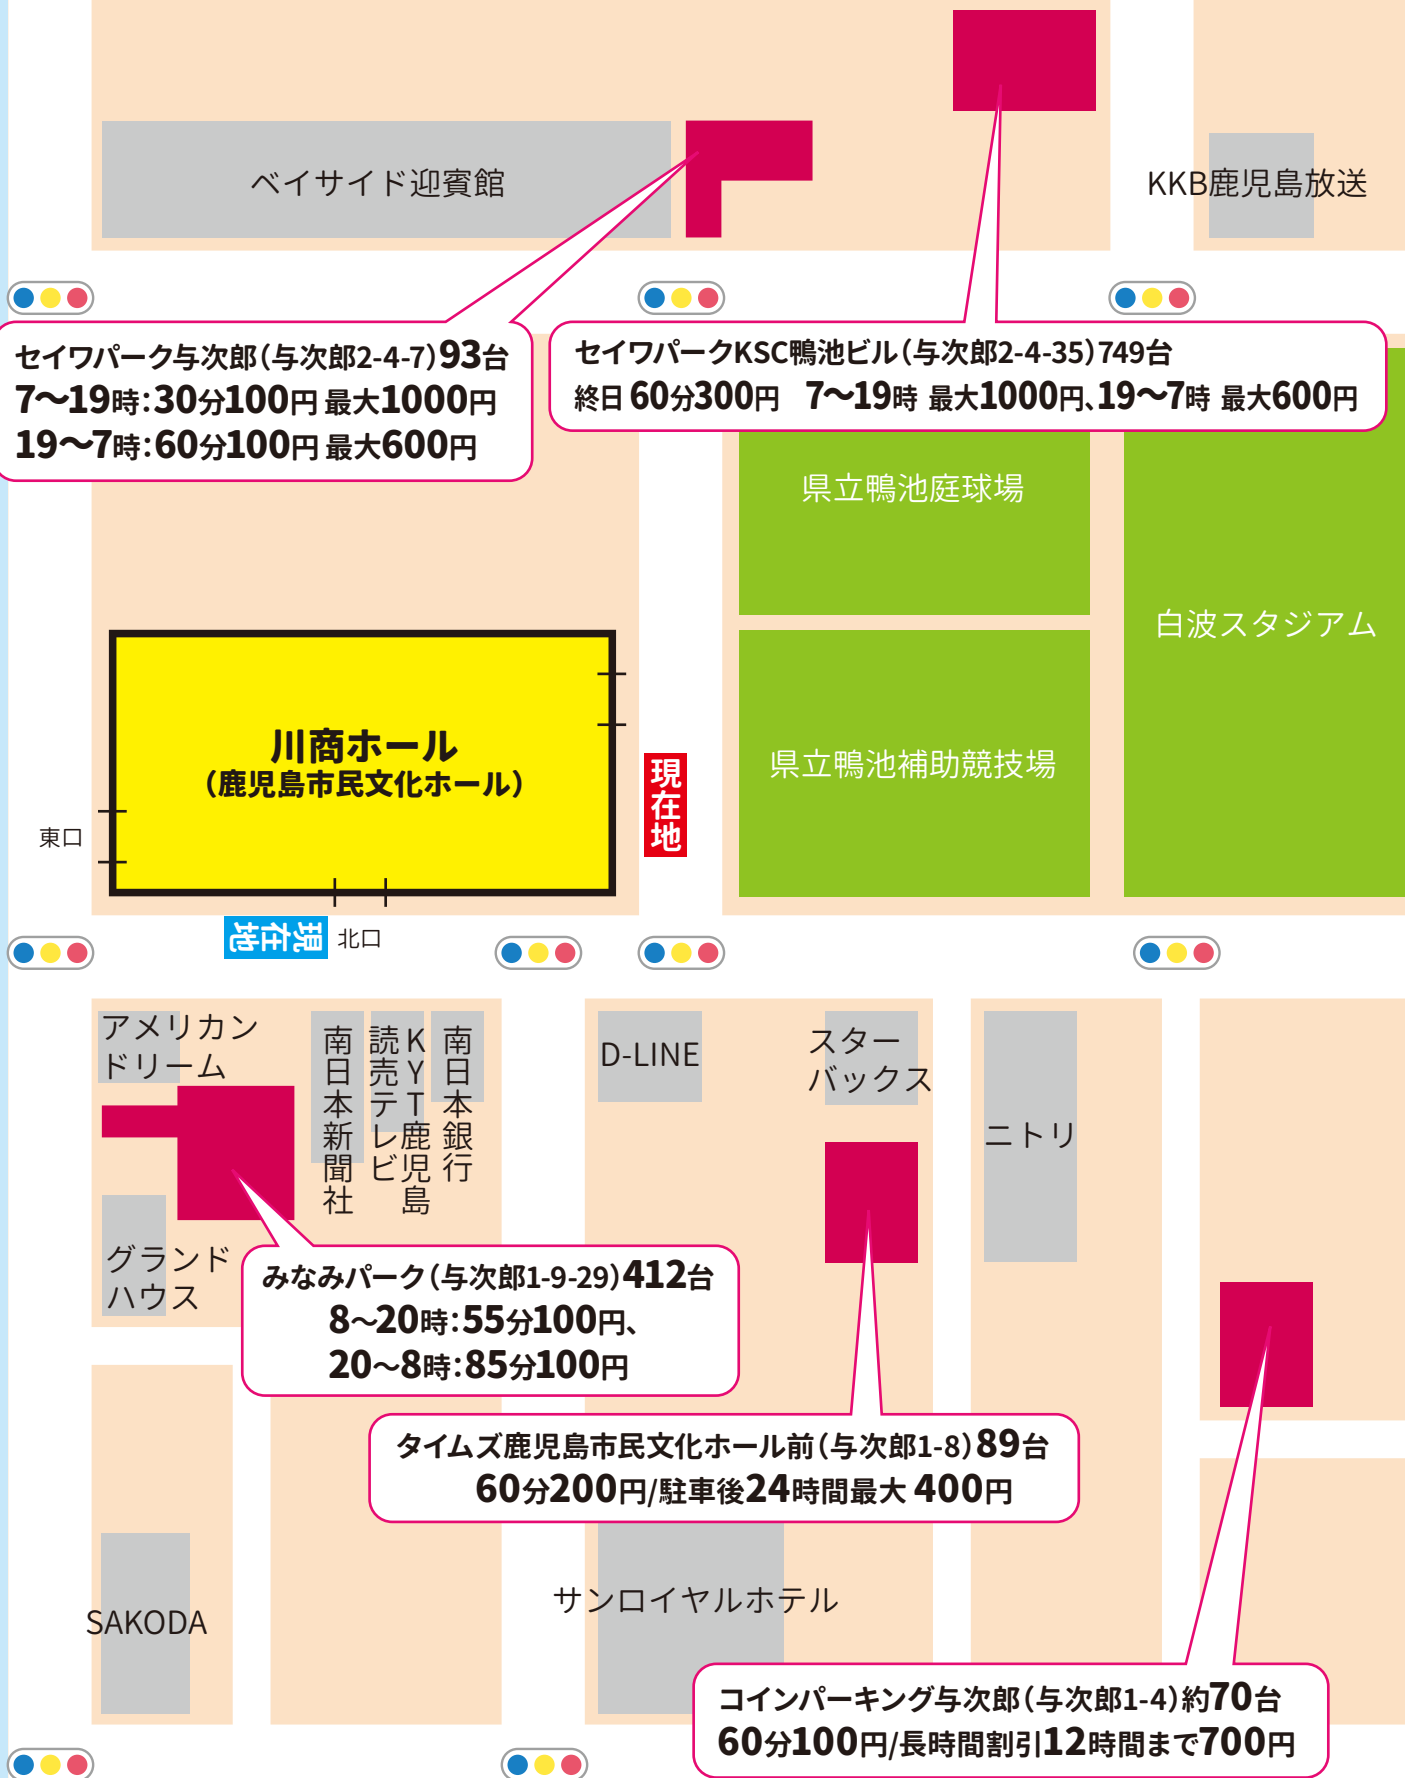 ベイサイド迎賓館
KKB鹿児島放送
セイワパーク与次郎（与次郎2-4-7）93台
7〜19時：30分100円 最大1000円
19〜7時：60分100円 最大600円
セイワパークKSC鴨池ビル（与次郎2-4-35）749台
終日 60分300円　7〜19時 最大1000円、19〜7時 最大600円
県立鴨池庭球場
白波スタジアム
川商ホール
（鹿児島市民文化ホール）
現在地
県立鴨池補助競技場
東口
現在地
北口
アメリカン
ドリーム
南日本新聞社
KYT鹿児島
読売テレビ
南日本銀行
D-LINE
スター
バックス
ニトリ
グランド
ハウス
みなみパーク（与次郎1-9-29）412台
8〜20時：55分100円、
20〜8時：85分100円
タイムズ鹿児島市民文化ホール前（与次郎1-8）89台
60分200円/駐車後24時間最大 400円
SAKODA
サンロイヤルホテル
コインパーキング与次郎（与次郎1-4）約70台
60分100円/長時間割引12時間まで700円